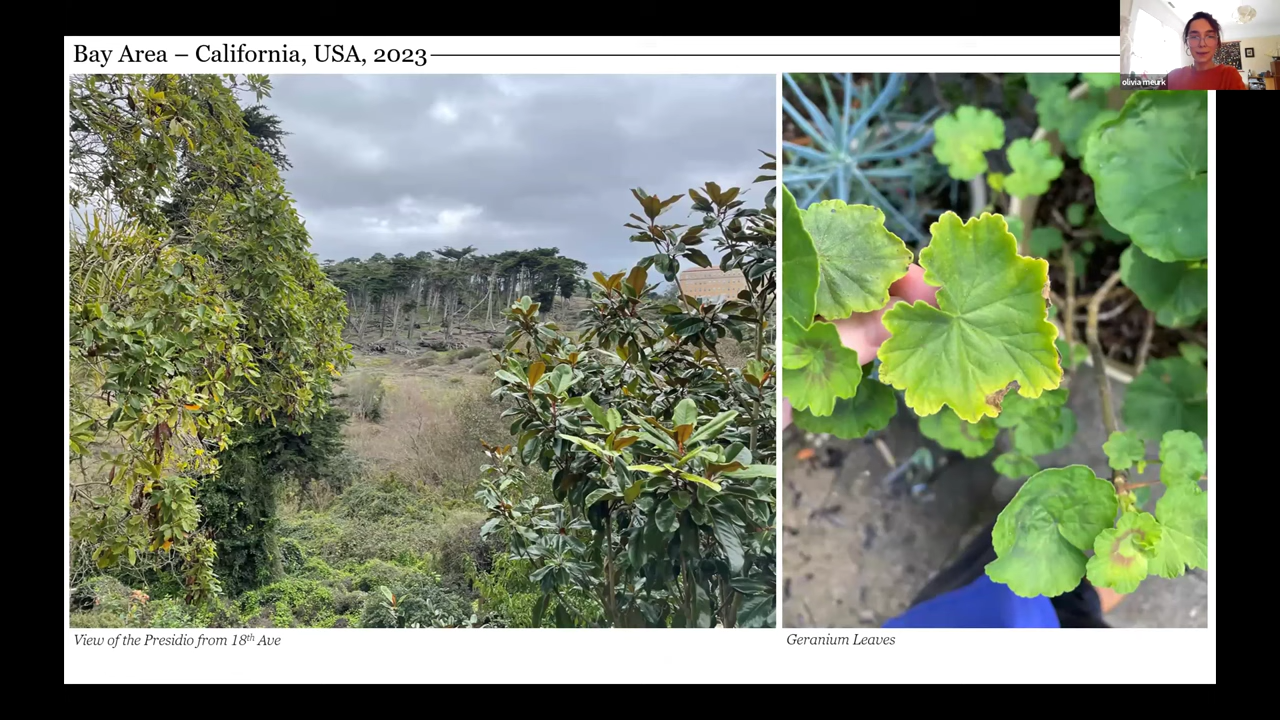 Bay Area – California, USA, 2023
olivia meurk
View of the Presidio from 18th Ave
Geranium Leaves